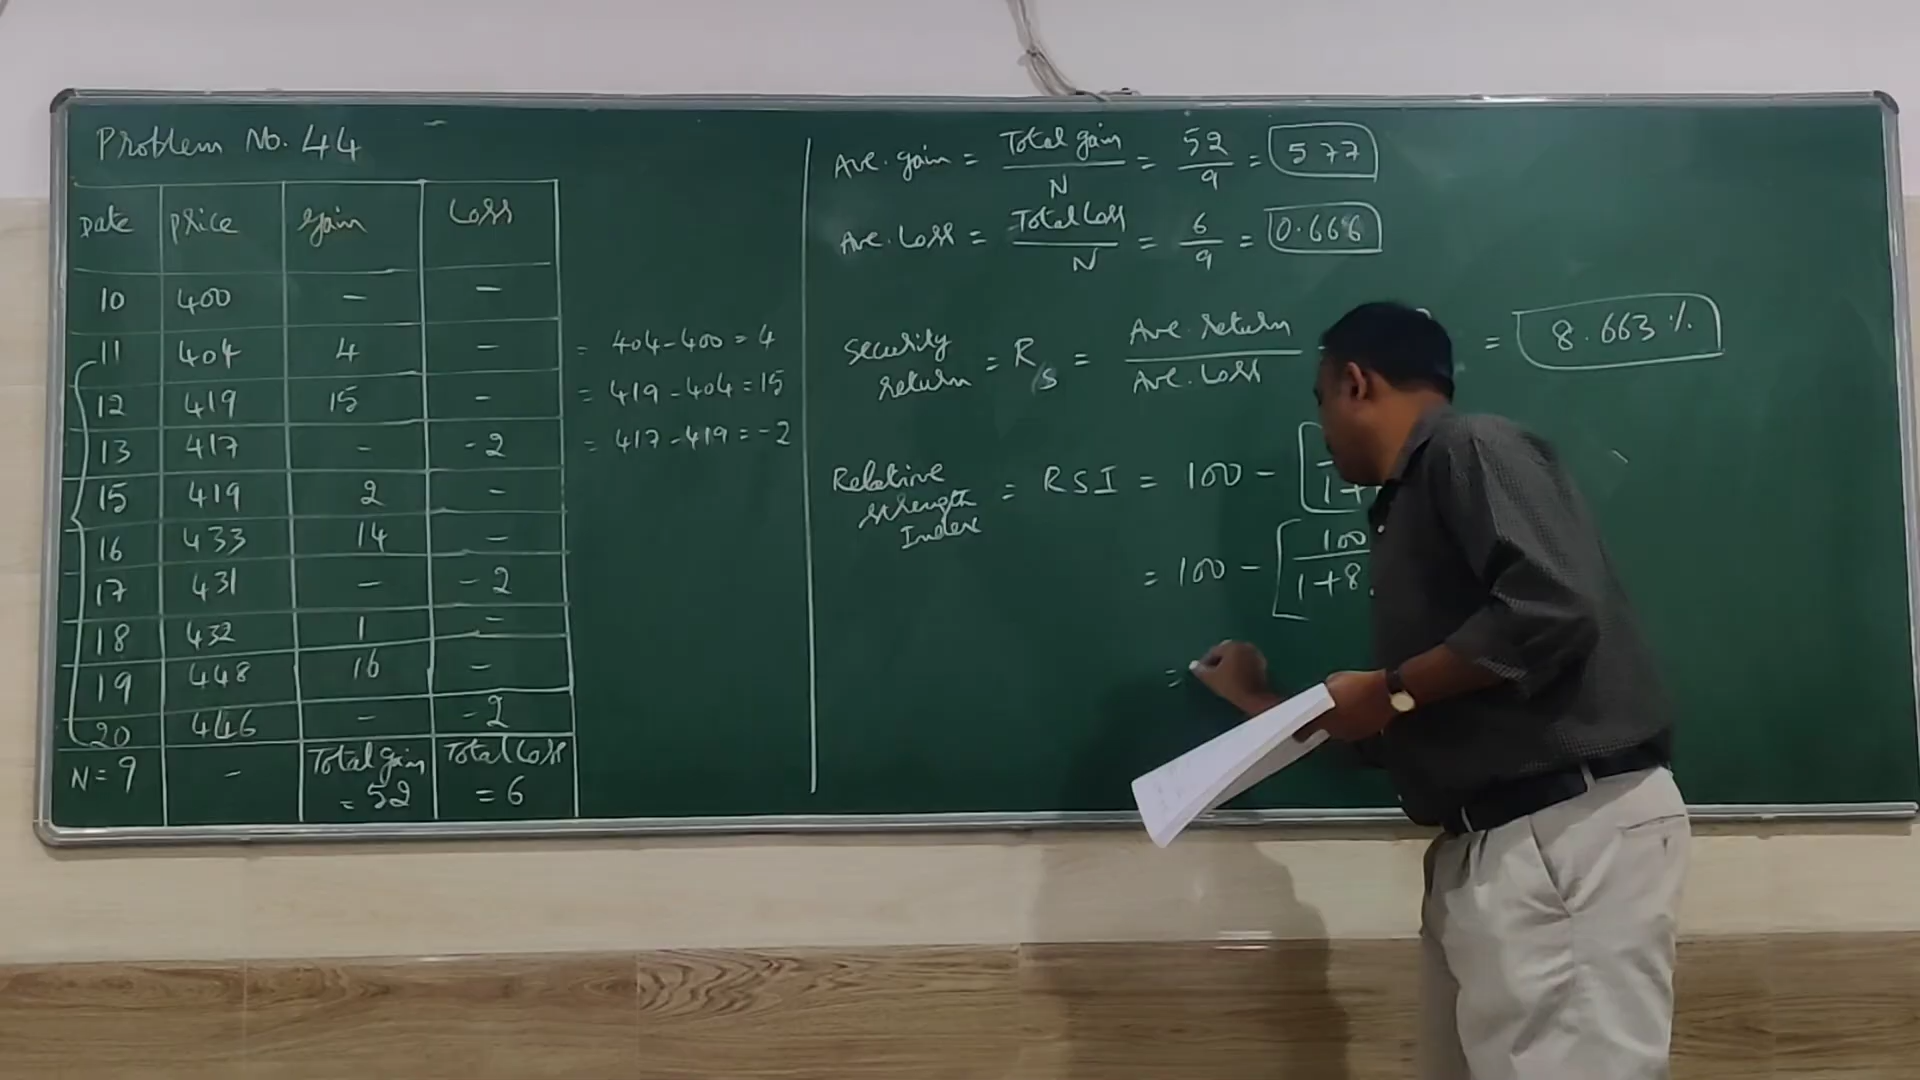 Problem No. 44
Date Price Gain Loss
10 400 - -
11 404 4 -
12 419 15 -
13 417 - -2
15 419 2 -
16 433 14 -
17 431 - -2
18 432 1 -
19 448 16 -
20 446 - -2
N=9 - Total gain = 52 Total Loss = 6
= 404-400=4
= 419-404=15
= 417-419=-2
Ave. gain = Total gain / N = 52 / 9 = 5 77
Ave. Loss = Total Loss / N = 6 / 9 = 0.666
Security return = R/S = Ave. return / Ave. Loss = 8.663 %
Relative Strength Index = RSI = 100 - [ 1+
= 100 - [ 100 / 1+8.
=